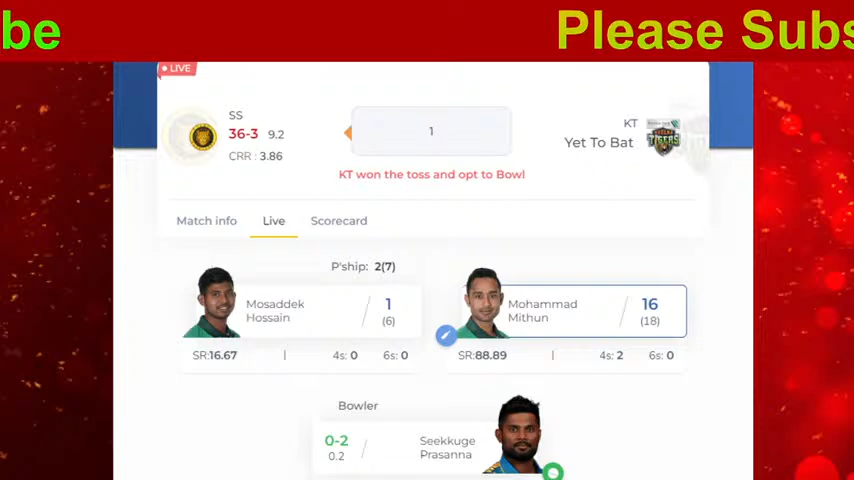 be
Please Subs
LIVE
SS
36-3 9.2
CRR : 3.86
1
KT
Yet To Bat
TIGERS
KT won the toss and opt to Bowl
Match info
Live
Scorecard
P'ship: 2(7)
Mosaddek
Hossain
1
(6)
SR:16.67 | 4s: 0 6s: 0
Mohammad
Mithun
16
(18)
SR:88.89 | 4s: 2 6s: 0
Bowler
0-2
0.2
Seekkuge
Prasanna